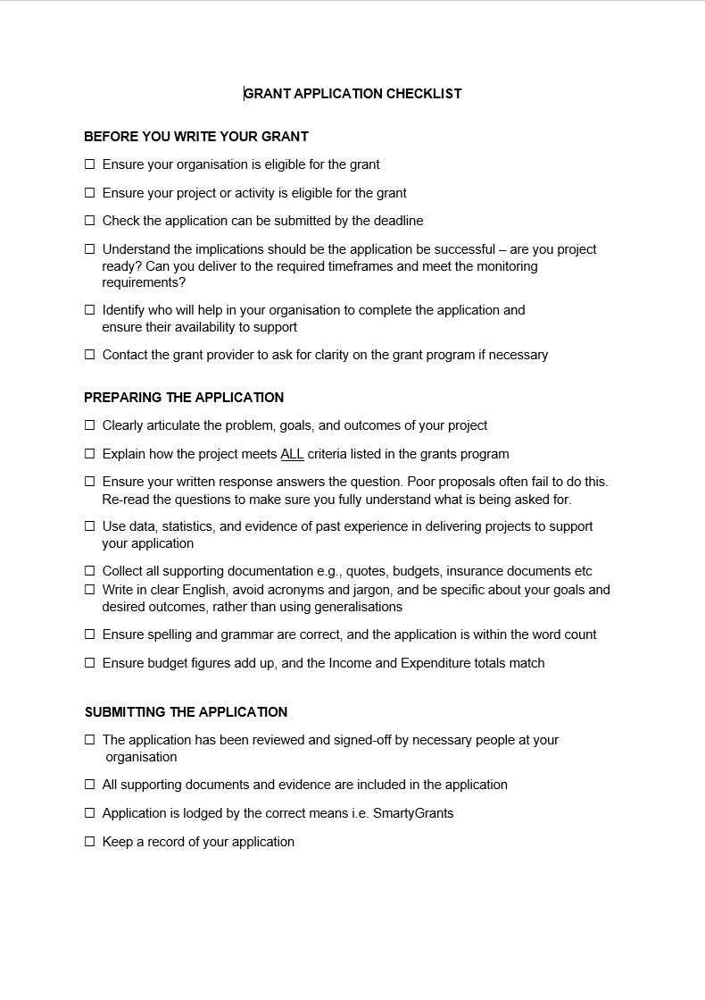 GRANT APPLICATION CHECKLIST
BEFORE YOU WRITE YOUR GRANT
☐ Ensure your organisation is eligible for the grant
☐ Ensure your project or activity is eligible for the grant
☐ Check the application can be submitted by the deadline
☐ Understand the implications should be the application be successful – are you project
ready? Can you deliver to the required timeframes and meet the monitoring
requirements?
☐ Identify who will help in your organisation to complete the application and
ensure their availability to support
☐ Contact the grant provider to ask for clarity on the grant program if necessary
PREPARING THE APPLICATION
☐ Clearly articulate the problem, goals, and outcomes of your project
☐ Explain how the project meets ALL criteria listed in the grants program
☐ Ensure your written response answers the question. Poor proposals often fail to do this.
Re-read the questions to make sure you fully understand what is being asked for.
☐ Use data, statistics, and evidence of past experience in delivering projects to support
your application
☐ Collect all supporting documentation e.g., quotes, budgets, insurance documents etc
☐ Write in clear English, avoid acronyms and jargon, and be specific about your goals and
desired outcomes, rather than using generalisations
☐ Ensure spelling and grammar are correct, and the application is within the word count
☐ Ensure budget figures add up, and the Income and Expenditure totals match
SUBMITTING THE APPLICATION
☐ The application has been reviewed and signed-off by necessary people at your
organisation
☐ All supporting documents and evidence are included in the application
☐ Application is lodged by the correct means i.e. SmartyGrants
☐ Keep a record of your application